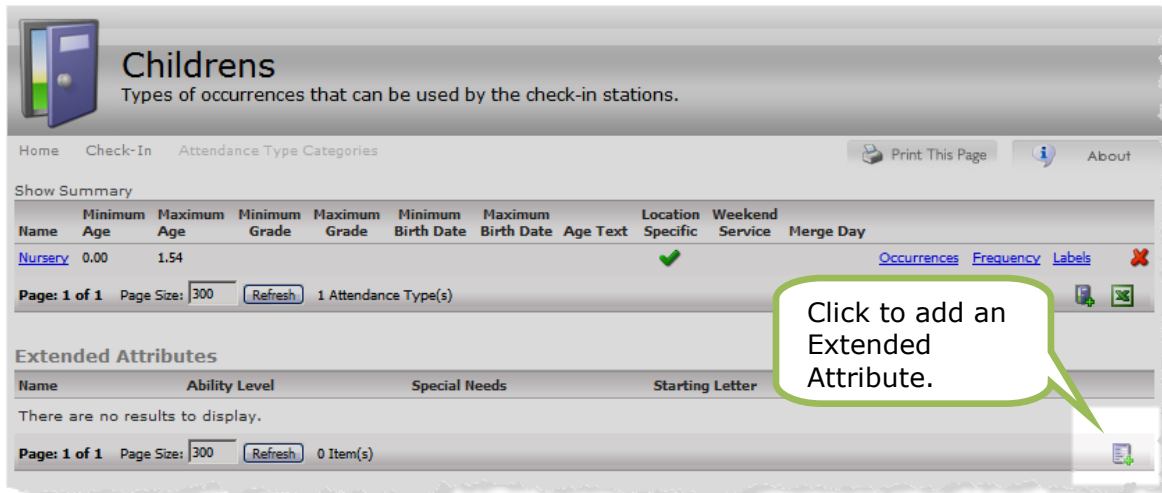 Childrens
Types of occurrences that can be used by the check-in stations.
Home Check-In Attendance Type Categories Print This Page About
Show Summary
Name Minimum Age Maximum Age Minimum Grade Maximum Grade Minimum Birth Date Maximum Birth Date Age Text Location Specific Weekend Service Merge Day
Nursery 0.00 1.54 Occurrences Frequency Labels
Page: 1 of 1 Page Size: 300 Refresh 1 Attendance Type(s)
Click to add an
Extended
Attribute.
Extended Attributes
Name Ability Level Special Needs Starting Letter
There are no results to display.
Page: 1 of 1 Page Size: 300 Refresh 0 Item(s)